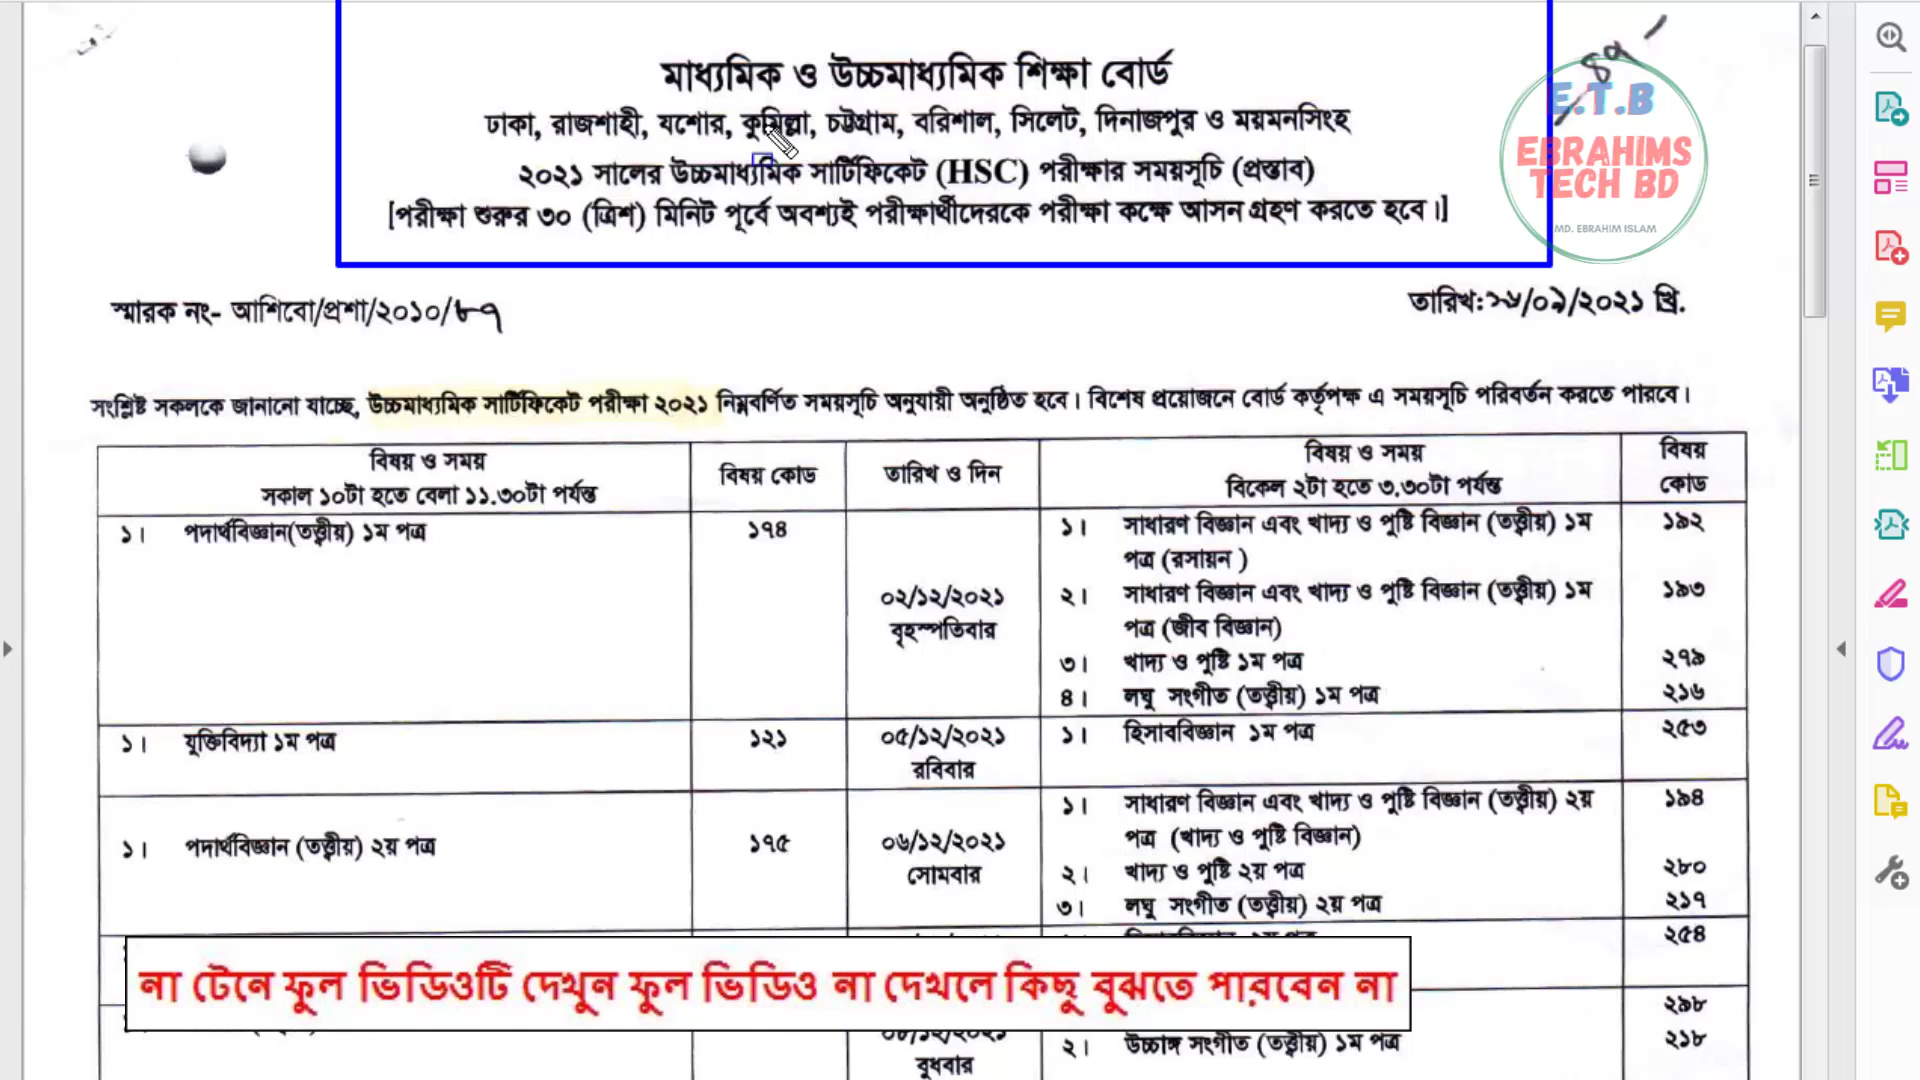 মাধ্যমিক ও উচ্চমাধ্যমিক শিক্ষা বোর্ড
ঢাকা, রাজশাহী, যশোর, কুমিল্লা, চট্টগ্রাম, বরিশাল, সিলেট, দিনাজপুর ও ময়মনসিংহ
২০২১ সালের উচ্চমাধ্যমিক সার্টিফিকেট (HSC) পরীক্ষার সময়সূচি (প্রস্তাব)
[পরীক্ষা শুরুর ৩০ (ত্রিশ) মিনিট পূর্বে অবশ্যই পরীক্ষার্থীদেরকে পরীক্ষা কক্ষে আসন গ্রহণ করতে হবে।]
E.T.B
EBRAHIMS
TECH BD
MD. EBRAHIM ISLAM
স্মারক নং- আশিবো/প্রশা/২০১০/৮৭
তারিখ: /০৯/২০২১ খ্রি.
সংশ্লিষ্ট সকলকে জানানো যাচ্ছে, উচ্চমাধ্যমিক সার্টিফিকেট পরীক্ষা ২০২১ নিম্নবর্ণিত সময়সূচি অনুযায়ী অনুষ্ঠিত হবে। বিশেষ প্রয়োজনে বোর্ড কর্তৃপক্ষ এ সময়সূচি পরিবর্তন করতে পারবে।
বিষয় ও সময়
সকাল ১০টা হতে বেলা ১১.৩০টা পর্যন্ত
বিষয় কোড
তারিখ ও দিন
বিষয় ও সময়
বিকেল ২টা হতে ৩.৩০টা পর্যন্ত
বিষয়
কোড
১। পদার্থবিজ্ঞান(তত্ত্বীয়) ১ম পত্র
১৭৪
০২/১২/২০২১
বৃহস্পতিবার
১। সাধারণ বিজ্ঞান এবং খাদ্য ও পুষ্টি বিজ্ঞান (তত্ত্বীয়) ১ম
পত্র (রসায়ন )
১৯২
২। সাধারণ বিজ্ঞান এবং খাদ্য ও পুষ্টি বিজ্ঞান (তত্ত্বীয়) ১ম
পত্র (জীব বিজ্ঞান)
১৯৩
৩। খাদ্য ও পুষ্টি ১ম পত্র
২৭৯
৪। লঘু সংগীত (তত্ত্বীয়) ১ম পত্র
২১৬
১। যুক্তিবিদ্যা ১ম পত্র
১২১
০৫/১২/২০২১
রবিবার
১। হিসাববিজ্ঞান ১ম পত্র
২৫৩
১। পদার্থবিজ্ঞান (তত্ত্বীয়) ২য় পত্র
১৭৫
০৬/১২/২০২১
সোমবার
১। সাধারণ বিজ্ঞান এবং খাদ্য ও পুষ্টি বিজ্ঞান (তত্ত্বীয়) ২য়
পত্র (খাদ্য ও পুষ্টি বিজ্ঞান)
১৯৪
২। খাদ্য ও পুষ্টি ২য় পত্র
২৮০
৩। লঘু সংগীত (তত্ত্বীয়) ২য় পত্র
২১৭
২৫৪
না টেনে ফুল ভিডিওটি দেখুন ফুল ভিডিও না দেখলে কিছু বুঝতে পারবেন না
২৯৮
০৮/১২/২০২১
বুধবার
২। উচ্চাঙ্গ সংগীত (তত্ত্বীয়) ১ম পত্র
২১৮